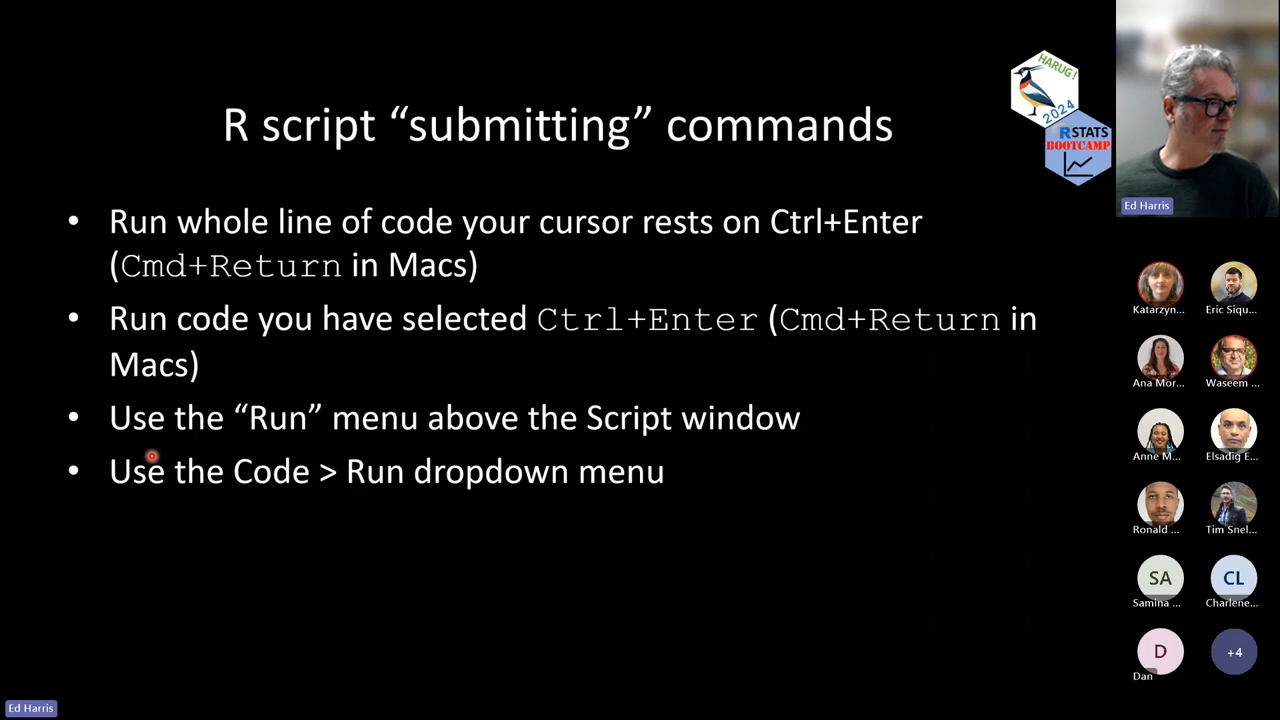 R script “submitting” commands
• Run whole line of code your cursor rests on Ctrl+Enter
(Cmd+Return in Macs)
• Run code you have selected Ctrl+Enter (Cmd+Return in
Macs)
• Use the “Run” menu above the Script window
• Use the Code > Run dropdown menu
HARUG!
2024
RSTATS
BOOTCAMP
Ed Harris
Katarzyn...
Eric Siqu...
Ana Mor...
Waseem ...
Anne M...
Elsadig E...
Ronald ...
Tim Snel...
SA
CL
Samina ...
Charlene...
D
+4
Dan
Ed Harris